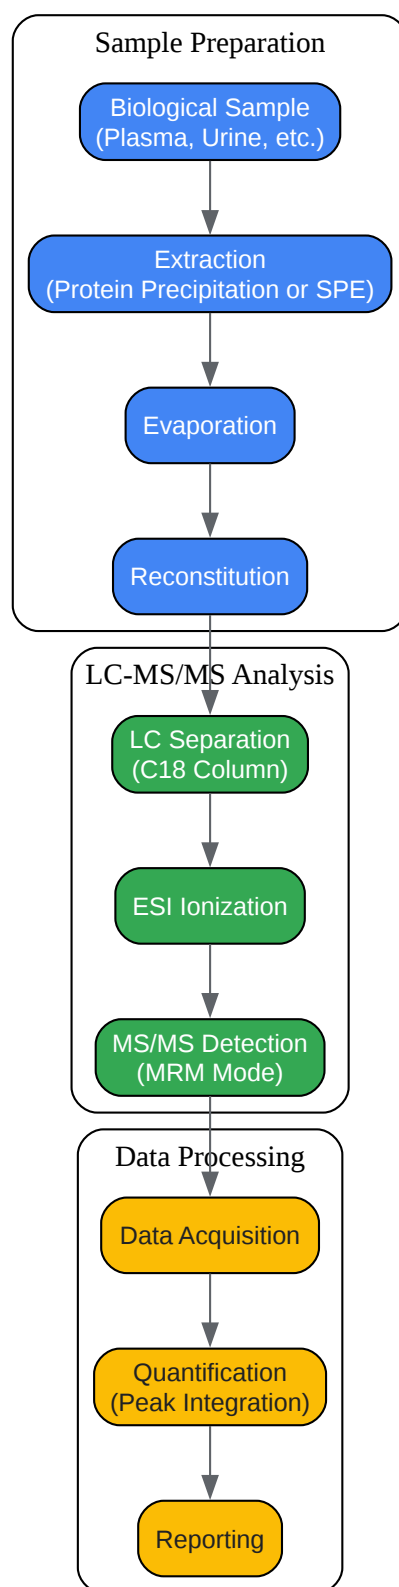 Sample Preparation
Biological Sample
(Plasma, Urine, etc.)
Extraction
(Protein Precipitation or SPE)
Evaporation
Reconstitution
LC-MS/MS Analysis
LC Separation
(C18 Column)
ESI Ionization
MS/MS Detection
(MRM Mode)
Data Processing
Data Acquisition
Quantification
(Peak Integration)
Reporting